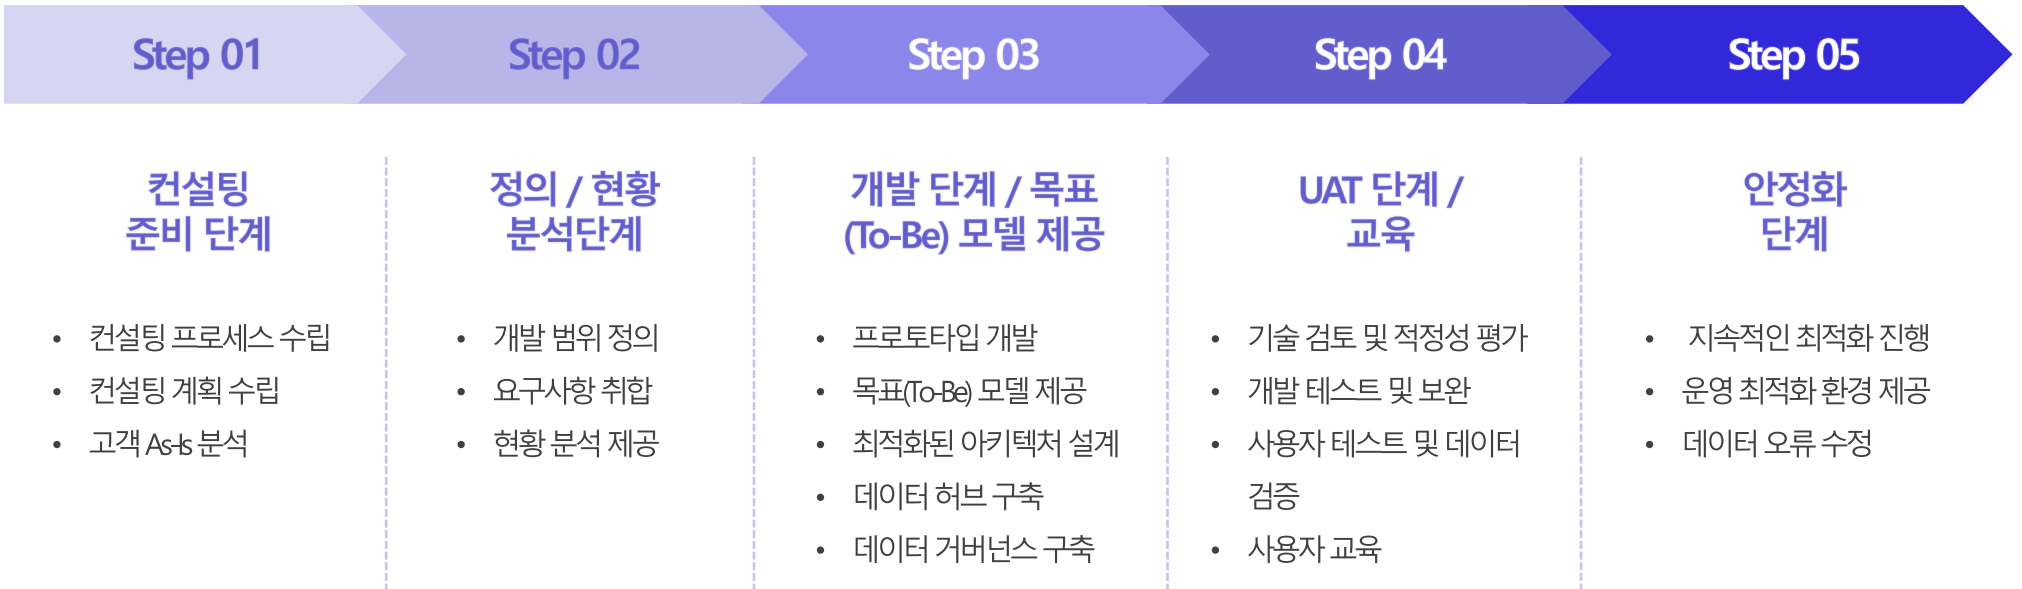 Step 01
Step 02
Step 03
Step 04
Step 05
컨설팅
준비 단계
• 컨설팅 프로세스 수립
• 컨설팅 계획 수립
• 고객 As-Is 분석
정의 / 현황
분석단계
• 개발 범위 정의
• 요구사항 취합
• 현황 분석 제공
개발 단계 / 목표
(To-Be) 모델 제공
• 프로토타입 개발
• 목표(To-Be) 모델 제공
• 최적화된 아키텍처 설계
• 데이터 허브 구축
• 데이터 거버넌스 구축
UAT 단계 /
교육
• 기술 검토 및 적정성 평가
• 개발 테스트 및 보완
• 사용자 테스트 및 데이터
검증
• 사용자 교육
안정화
단계
• 지속적인 최적화 진행
• 운영 최적화 환경 제공
• 데이터 오류 수정